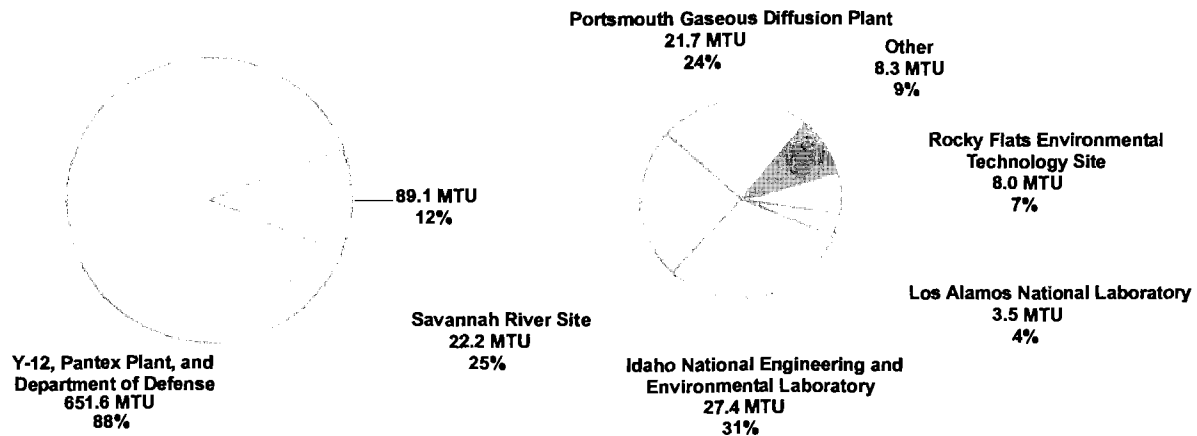 Portsmouth Gaseous Diffusion Plant
21.7 MTU
24%
Other
8.3 MTU
9%
Rocky Flats Environmental
Technology Site
8.0 MTU
7%
89.1 MTU
12%
Los Alamos National Laboratory
3.5 MTU
4%
Savannah River Site
22.2 MTU
25%
Idaho National Engineering and
Environmental Laboratory
27.4 MTU
31%
Y-12, Pantex Plant, and
Department of Defense
651.6 MTU
88%